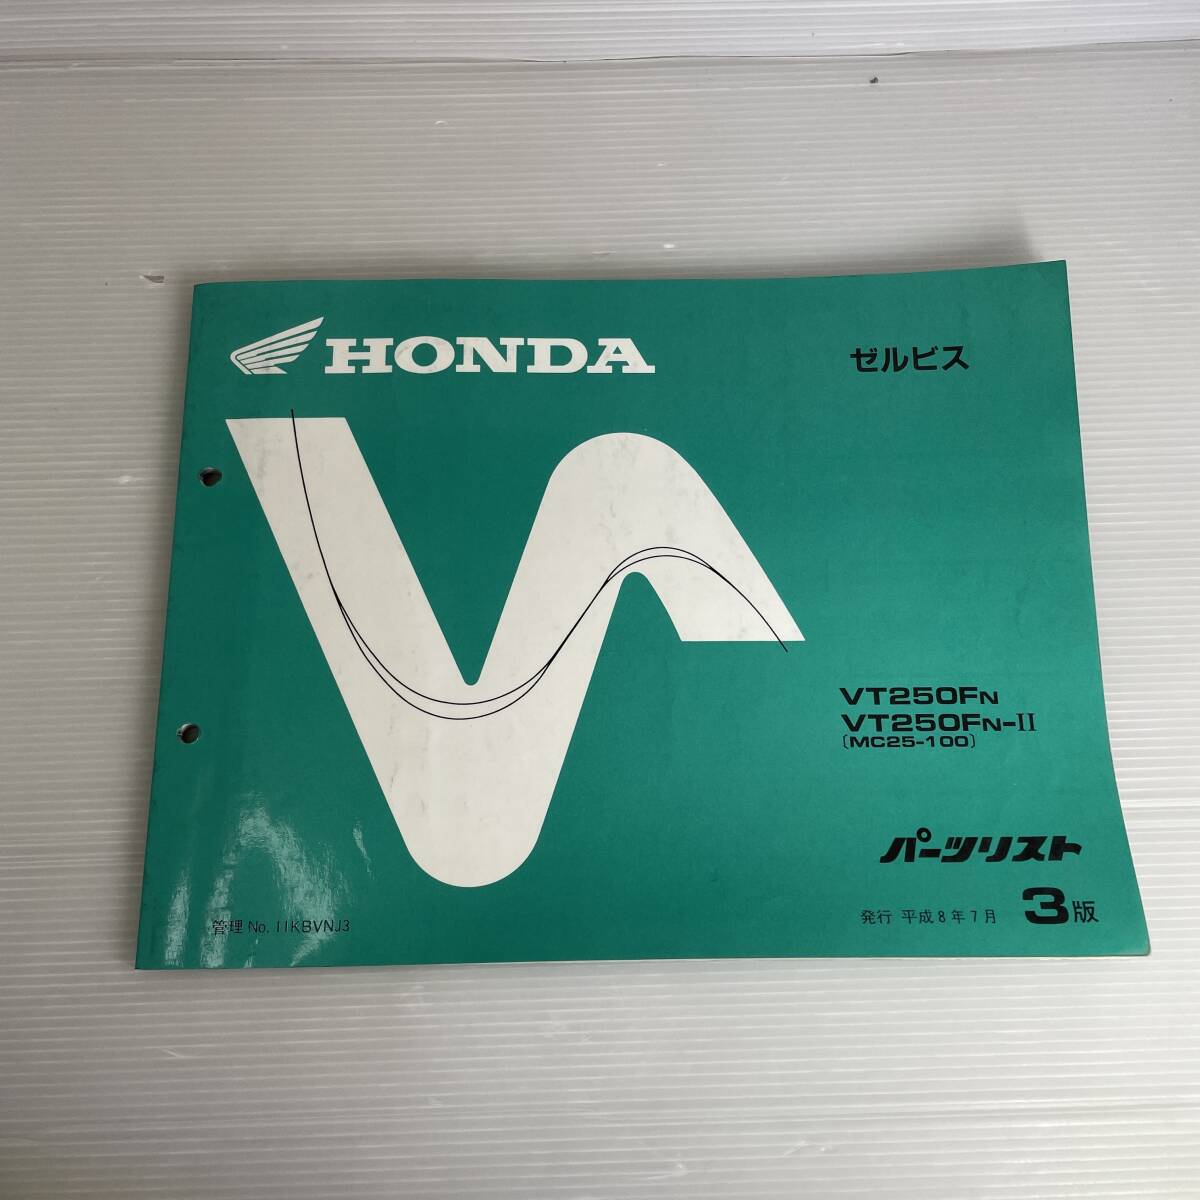 HONDA
ゼルビス
VT250FN
VT250FN-II
〔MC25-100〕
パーツリスト
管理 No. 11KBVNJ3
発行 平成8年7月 3版